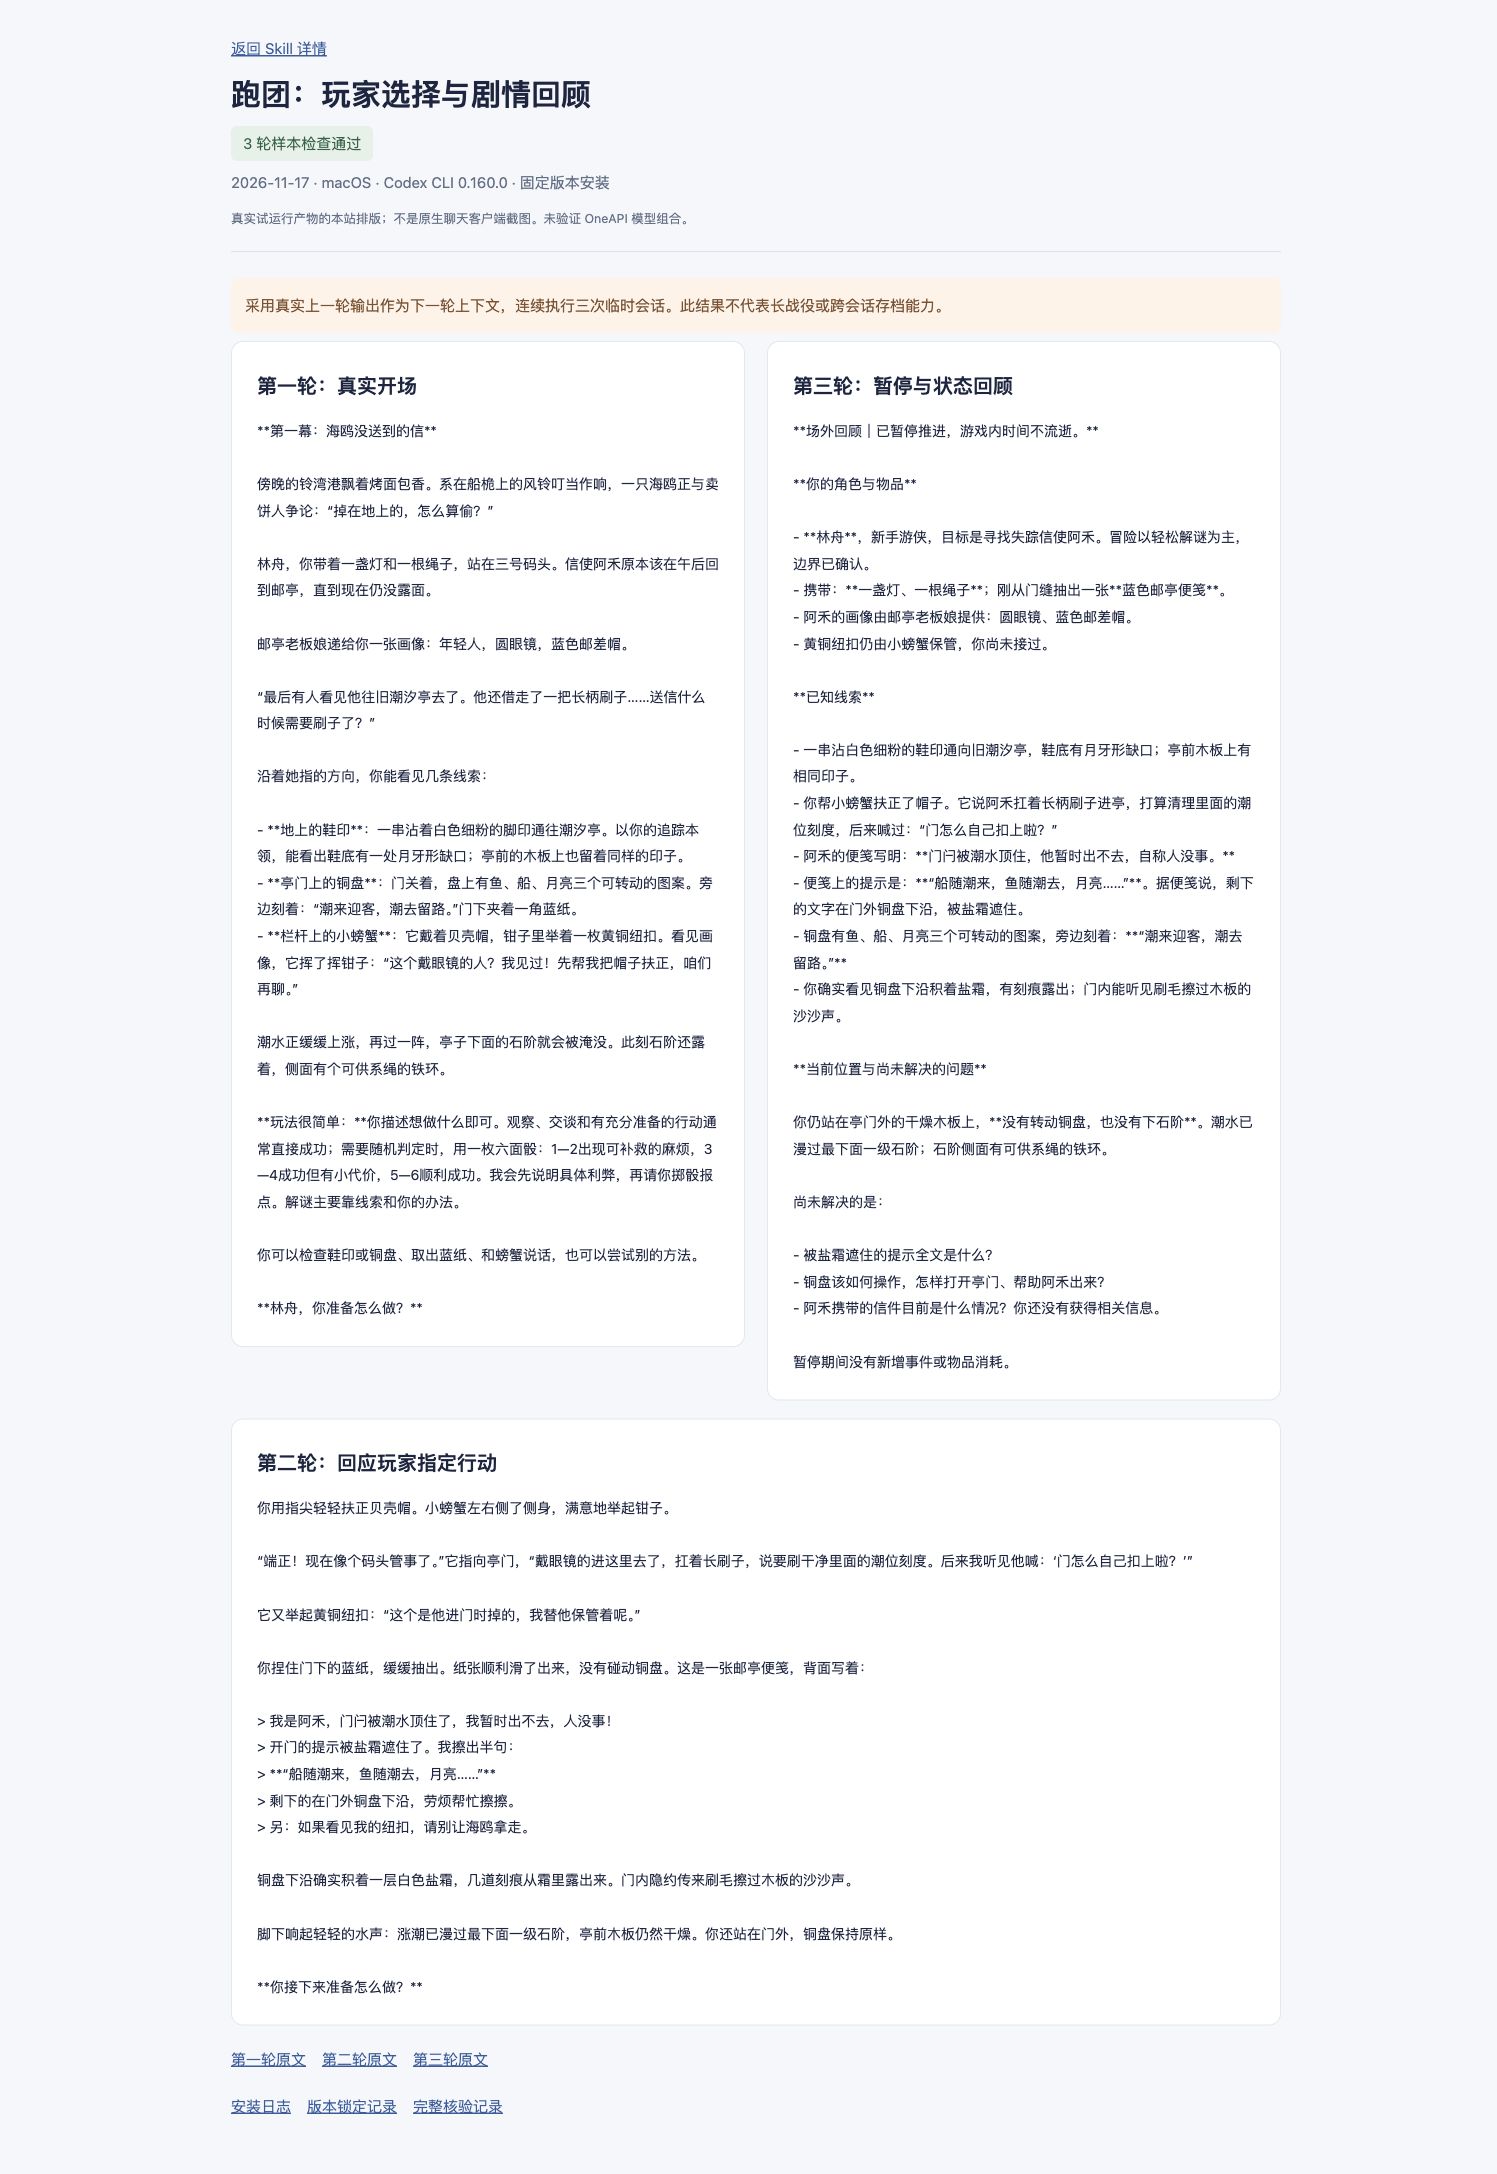 返回 Skill 详情
跑团：玩家选择与剧情回顾
3 轮样本检查通过
2026-11-17 · macOS · Codex CLI 0.160.0 · 固定版本安装
真实试运行产物的本站排版；不是原生聊天客户端截图。未验证 OneAPI 模型组合。
采用真实上一轮输出作为下一轮上下文，连续执行三次临时会话。此结果不代表长战役或跨会话存档能力。
第一轮：真实开场
**第一幕：海鸥没送到的信**
傍晚的铃湾港飘着烤面包香。系在船桅上的风铃叮当作响，一只海鸥正与卖
饼人争论：“掉在地上的，怎么算偷？”
林舟，你带着一盏灯和一根绳子，站在三号码头。信使阿禾原本该在午后回
到邮亭，直到现在仍没露面。
邮亭老板娘递给你一张画像：年轻人，圆眼镜，蓝色邮差帽。
“最后有人看见他往旧潮汐亭去了。他还借走了一把长柄刷子……送信什么
时候需要刷子了？”
沿着她指的方向，你能看见几条线索：
- **地上的鞋印**：一串沾着白色细粉的脚印通往潮汐亭。以你的追踪本
领，能看出鞋底有一处月牙形缺口；亭前的木板上也留着同样的印子。
- **亭门上的铜盘**：门关着，盘上有鱼、船、月亮三个可转动的图案。旁
边刻着：“潮来迎客，潮去留路。”门下夹着一角蓝纸。
- **栏杆上的小螃蟹**：它戴着贝壳帽，钳子里举着一枚黄铜纽扣。看见画
像，它挥了挥钳子：“这个戴眼镜的人？我见过！先帮我把帽子扶正，咱们
再聊。”
潮水正缓缓上涨，再过一阵，亭子下面的石阶就会被淹没。此刻石阶还露
着，侧面有个可供系绳的铁环。
**玩法很简单：**你描述想做什么即可。观察、交谈和有充分准备的行动通
常直接成功；需要随机判定时，用一枚六面骰：1—2出现可补救的麻烦，3
—4成功但有小代价，5—6顺利成功。我会先说明具体利弊，再请你掷骰报
点。解谜主要靠线索和你的办法。
你可以检查鞋印或铜盘、取出蓝纸、和螃蟹说话，也可以尝试别的方法。
**林舟，你准备怎么做？**
第三轮：暂停与状态回顾
**场外回顾｜已暂停推进，游戏内时间不流逝。**
**你的角色与物品**
- **林舟**，新手游侠，目标是寻找失踪信使阿禾。冒险以轻松解谜为主，
边界已确认。
- 携带：**一盏灯、一根绳子**；刚从门缝抽出一张**蓝色邮亭便笺**。
- 阿禾的画像由邮亭老板娘提供：圆眼镜、蓝色邮差帽。
- 黄铜纽扣仍由小螃蟹保管，你尚未接过。
**已知线索**
- 一串沾白色细粉的鞋印通向旧潮汐亭，鞋底有月牙形缺口；亭前木板上有
相同印子。
- 你帮小螃蟹扶正了帽子。它说阿禾扛着长柄刷子进亭，打算清理里面的潮
位刻度，后来喊过：“门怎么自己扣上啦？”
- 阿禾的便笺写明：**门闩被潮水顶住，他暂时出不去，自称人没事。**
- 便笺上的提示是：**“船随潮来，鱼随潮去，月亮……”**。据便笺说，剩下
的文字在门外铜盘下沿，被盐霜遮住。
- 铜盘有鱼、船、月亮三个可转动的图案，旁边刻着：**“潮来迎客，潮去
留路。”**
- 你确实看见铜盘下沿积着盐霜，有刻痕露出；门内能听见刷毛擦过木板的
沙沙声。
**当前位置与尚未解决的问题**
你仍站在亭门外的干燥木板上，**没有转动铜盘，也没有下石阶**。潮水已
漫过最下面一级石阶；石阶侧面有可供系绳的铁环。
尚未解决的是：
- 被盐霜遮住的提示全文是什么？
- 铜盘该如何操作，怎样打开亭门、帮助阿禾出来？
- 阿禾携带的信件目前是什么情况？你还没有获得相关信息。
暂停期间没有新增事件或物品消耗。
第二轮：回应玩家指定行动
你用指尖轻轻扶正贝壳帽。小螃蟹左右侧了侧身，满意地举起钳子。
“端正！现在像个码头管事了。”它指向亭门，“戴眼镜的进这里去了，扛着长刷子，说要刷干净里面的潮位刻度。后来我听见他喊：‘门怎么自己扣上啦？’”
它又举起黄铜纽扣：“这个是他进门时掉的，我替他保管着呢。”
你捏住门下的蓝纸，缓缓抽出。纸张顺利滑了出来，没有碰动铜盘。这是一张邮亭便笺，背面写着：
> 我是阿禾，门闩被潮水顶住了，我暂时出不去，人没事！
> 开门的提示被盐霜遮住了。我擦出半句：
> **“船随潮来，鱼随潮去，月亮……”**
> 剩下的在门外铜盘下沿，劳烦帮忙擦擦。
> 另：如果看见我的纽扣，请别让海鸥拿走。
铜盘下沿确实积着一层白色盐霜，几道刻痕从霜里露出来。门内隐约传来刷毛擦过木板的沙沙声。
脚下响起轻轻的水声：涨潮已漫过最下面一级石阶，亭前木板仍然干燥。你还站在门外，铜盘保持原样。
**你接下来准备怎么做？**
第一轮原文 第二轮原文 第三轮原文
安装日志 版本锁定记录 完整核验记录